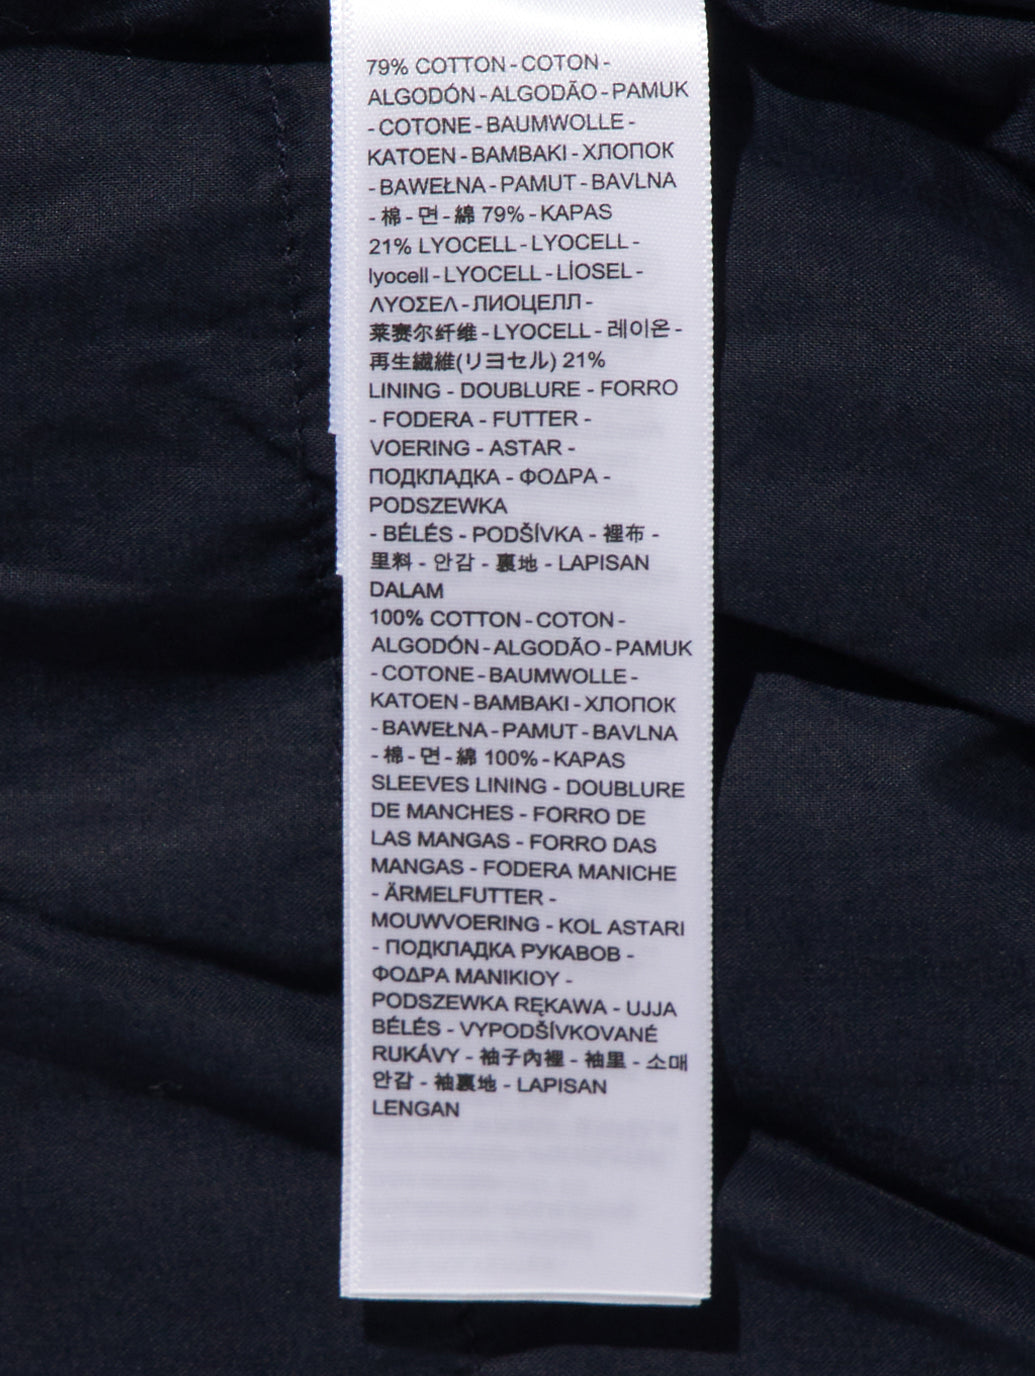 79% COTTON - COTON -
ALGODÓN - ALGODÃO - PAMUK
- COTONE - BAUMWOLLE -
KATOEN - BAMBAKI - ХЛОПОК
- BAWEŁNA - PAMUT - BAVLNA
- 棉 - 면 - 綿 79% - KAPAS
21% LYOCELL - LYOCELL -
lyocell - LYOCELL - LİOSEL -
ΛΥΟΣΕΛ - ЛИОЦЕЛЛ -
莱赛尔纤维 - LYOCELL - 레이온 -
再生繊維(リヨセル) 21%
LINING - DOUBLURE - FORRO
- FODERA - FUTTER -
VOERING - ASTAR -
ПОДКЛАДКА - ΦΟΔΡΑ -
PODSZEWKA
- BÉLÉS - PODŠÍVKA - 裡布 -
里料 - 안감 - 裏地 - LAPISAN
DALAM
100% COTTON - COTON -
ALGODÓN - ALGODÃO - PAMUK
- COTONE - BAUMWOLLE -
KATOEN - BAMBAKI - ХЛОПОК
- BAWEŁNA - PAMUT - BAVLNA
- 棉 - 면 - 綿 100% - KAPAS
SLEEVES LINING - DOUBLURE
DE MANCHES - FORRO DE
LAS MANGAS - FORRO DAS
MANGAS - FODERA MANICHE
- ÄRMELFUTTER -
MOUWVOERING - KOL ASTARI
- ПОДКЛАДКА РУКАВОВ -
ΦΟΔΡΑ ΜΑΝΙΚΙΟΥ -
PODSZEWKA RĘKAWA - UJJA
BÉLÉS - VYPODŠÍVKOVANÉ
RUKÁVY - 袖子內裡 - 袖里 - 소매
안감 - 袖裏地 - LAPISAN
LENGAN